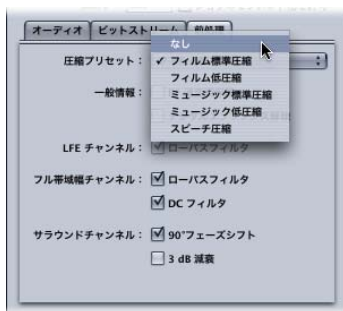 オーディオ ビットストリーム 前処理
圧縮プリセット：
なし
✓ フィルム標準圧縮
フィルム低圧縮
一般情報：
ミュージック標準圧縮
ミュージック低圧縮
スピーチ圧縮
LFE チャンネル： ローパスフィルタ
フル帯域幅チャンネル： ローパスフィルタ
DC フィルタ
サラウンドチャンネル： 90°フェーズシフト
3 dB 減衰